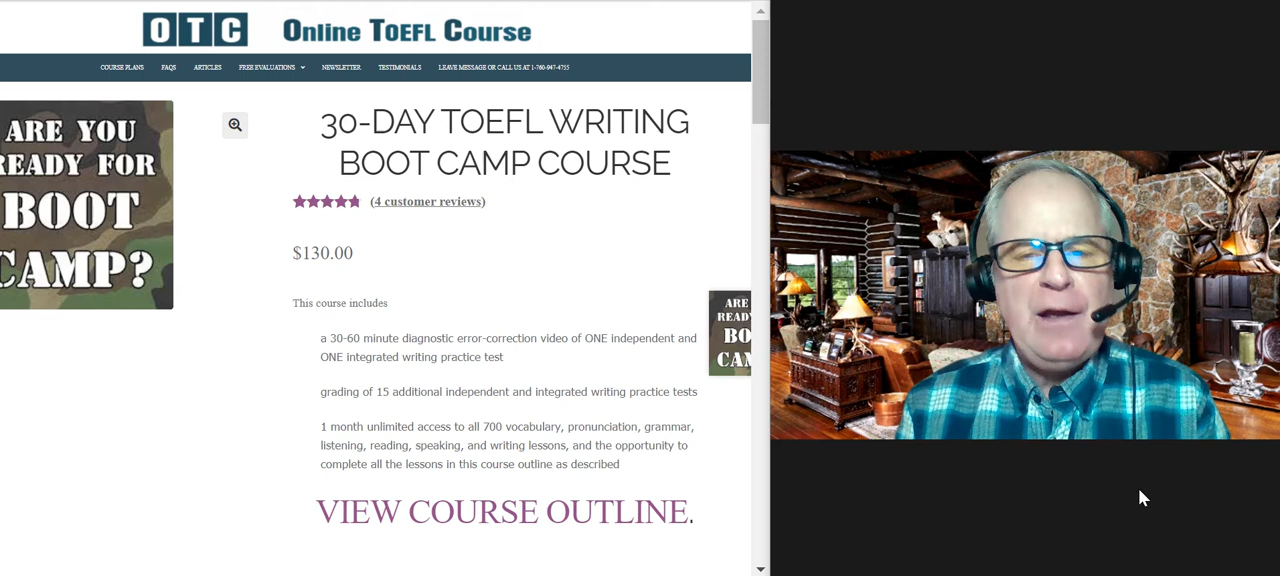 OTC Online TOEFL Course
COURSE PLANS FAQS ARTICLES FREE EVALUATIONS NEWSLETTER TESTIMONIALS LEAVE MESSAGE OR CALL US AT 1-760-947-4755
ARE YOU
READY FOR
BOOT
CAMP?
30-DAY TOEFL WRITING
BOOT CAMP COURSE
(4 customer reviews)
$130.00
This course includes
a 30-60 minute diagnostic error-correction video of ONE independent and
ONE integrated writing practice test
grading of 15 additional independent and integrated writing practice tests
1 month unlimited access to all 700 vocabulary, pronunciation, grammar,
listening, reading, speaking, and writing lessons, and the opportunity to
complete all the lessons in this course outline as described
VIEW COURSE OUTLINE.
ARE
READY
BO
CAM